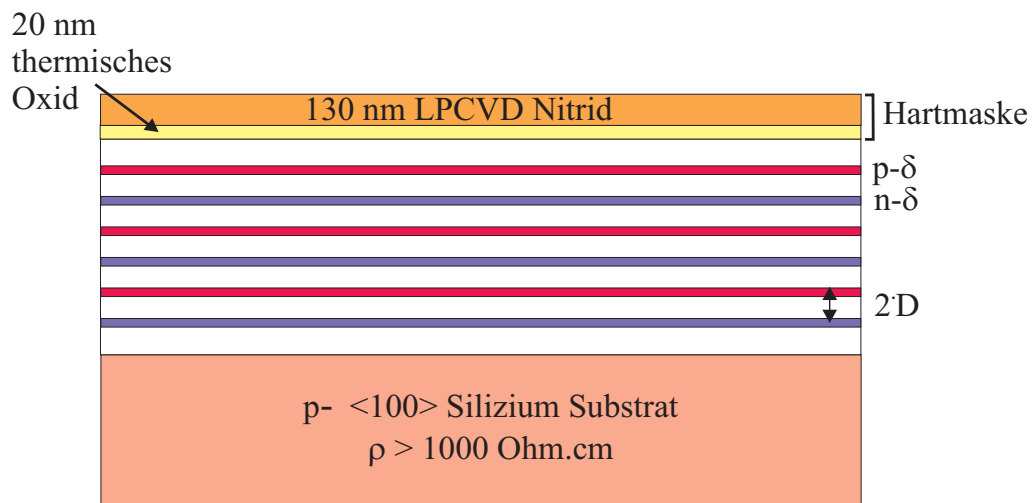 20 nm
thermisches
Oxid
130 nm LPCVD Nitrid
Hartmaske
p-δ
n-δ
2·D
p- <100> Silizium Substrat
ρ > 1000 Ohm.cm